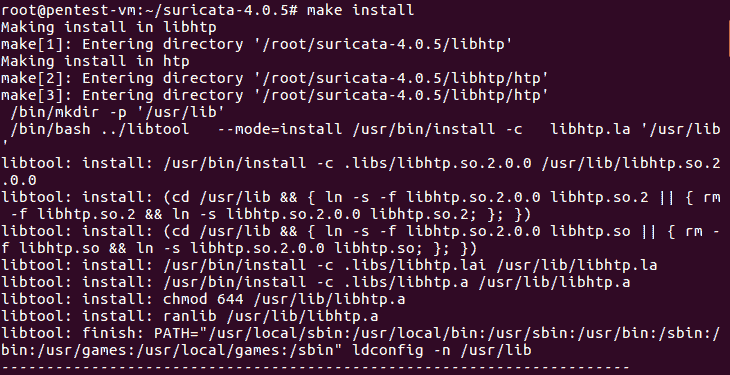 root@pentest-vm:~/suricata-4.0.5# make install
Making install in libhtp
make[1]: Entering directory '/root/suricata-4.0.5/libhtp'
Making install in htp
make[2]: Entering directory '/root/suricata-4.0.5/libhtp/htp'
make[3]: Entering directory '/root/suricata-4.0.5/libhtp/htp'
 /bin/mkdir -p '/usr/lib'
 /bin/bash ../libtool   --mode=install /usr/bin/install -c   libhtp.la '/usr/lib
'
libtool: install: /usr/bin/install -c .libs/libhtp.so.2.0.0 /usr/lib/libhtp.so.2
.0.0
libtool: install: (cd /usr/lib && { ln -s -f libhtp.so.2.0.0 libhtp.so.2 || { rm
 -f libhtp.so.2 && ln -s libhtp.so.2.0.0 libhtp.so.2; }; })
libtool: install: (cd /usr/lib && { ln -s -f libhtp.so.2.0.0 libhtp.so || { rm -
f libhtp.so && ln -s libhtp.so.2.0.0 libhtp.so; }; })
libtool: install: /usr/bin/install -c .libs/libhtp.lai /usr/lib/libhtp.la
libtool: install: /usr/bin/install -c .libs/libhtp.a /usr/lib/libhtp.a
libtool: install: chmod 644 /usr/lib/libhtp.a
libtool: install: ranlib /usr/lib/libhtp.a
libtool: finish: PATH="/usr/local/sbin:/usr/local/bin:/usr/sbin:/usr/bin:/sbin:/
bin:/usr/games:/usr/local/games:/sbin" ldconfig -n /usr/lib
----------------------------------------------------------------------